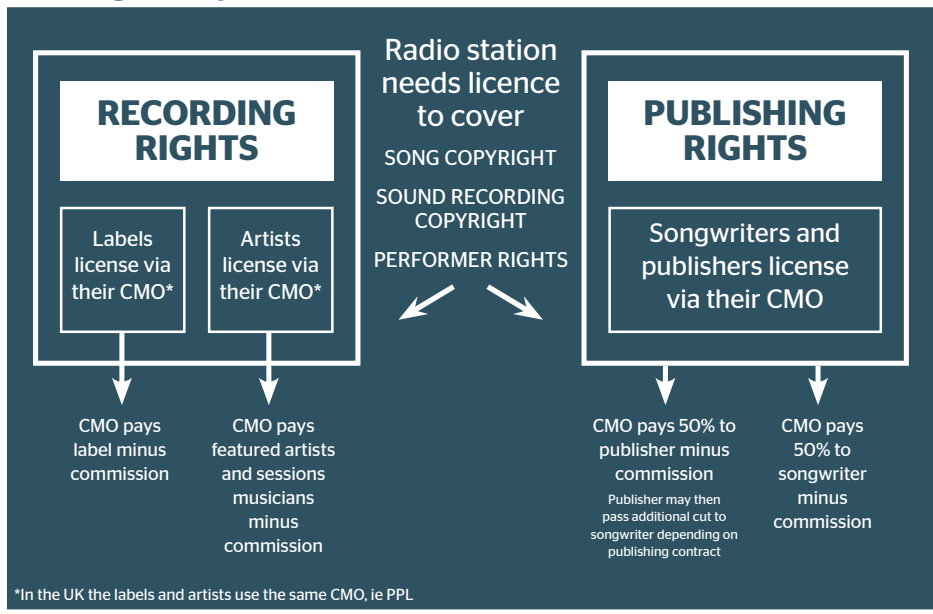 Radio station
needs licence
to cover
SONG COPYRIGHT
SOUND RECORDING
COPYRIGHT
PERFORMER RIGHTS
RECORDING
RIGHTS
Labels
license via
their CMO*
Artists
license via
their CMO*
CMO pays
label minus
commission
CMO pays
featured artists
and sessions
musicians
minus
commission
PUBLISHING
RIGHTS
Songwriters and
publishers license
via their CMO
CMO pays 50% to
publisher minus
commission
Publisher may then
pass additional cut to
songwriter depending on
publishing contract
CMO pays
50% to
songwriter
minus
commission
*In the UK the labels and artists use the same CMO, ie PPL